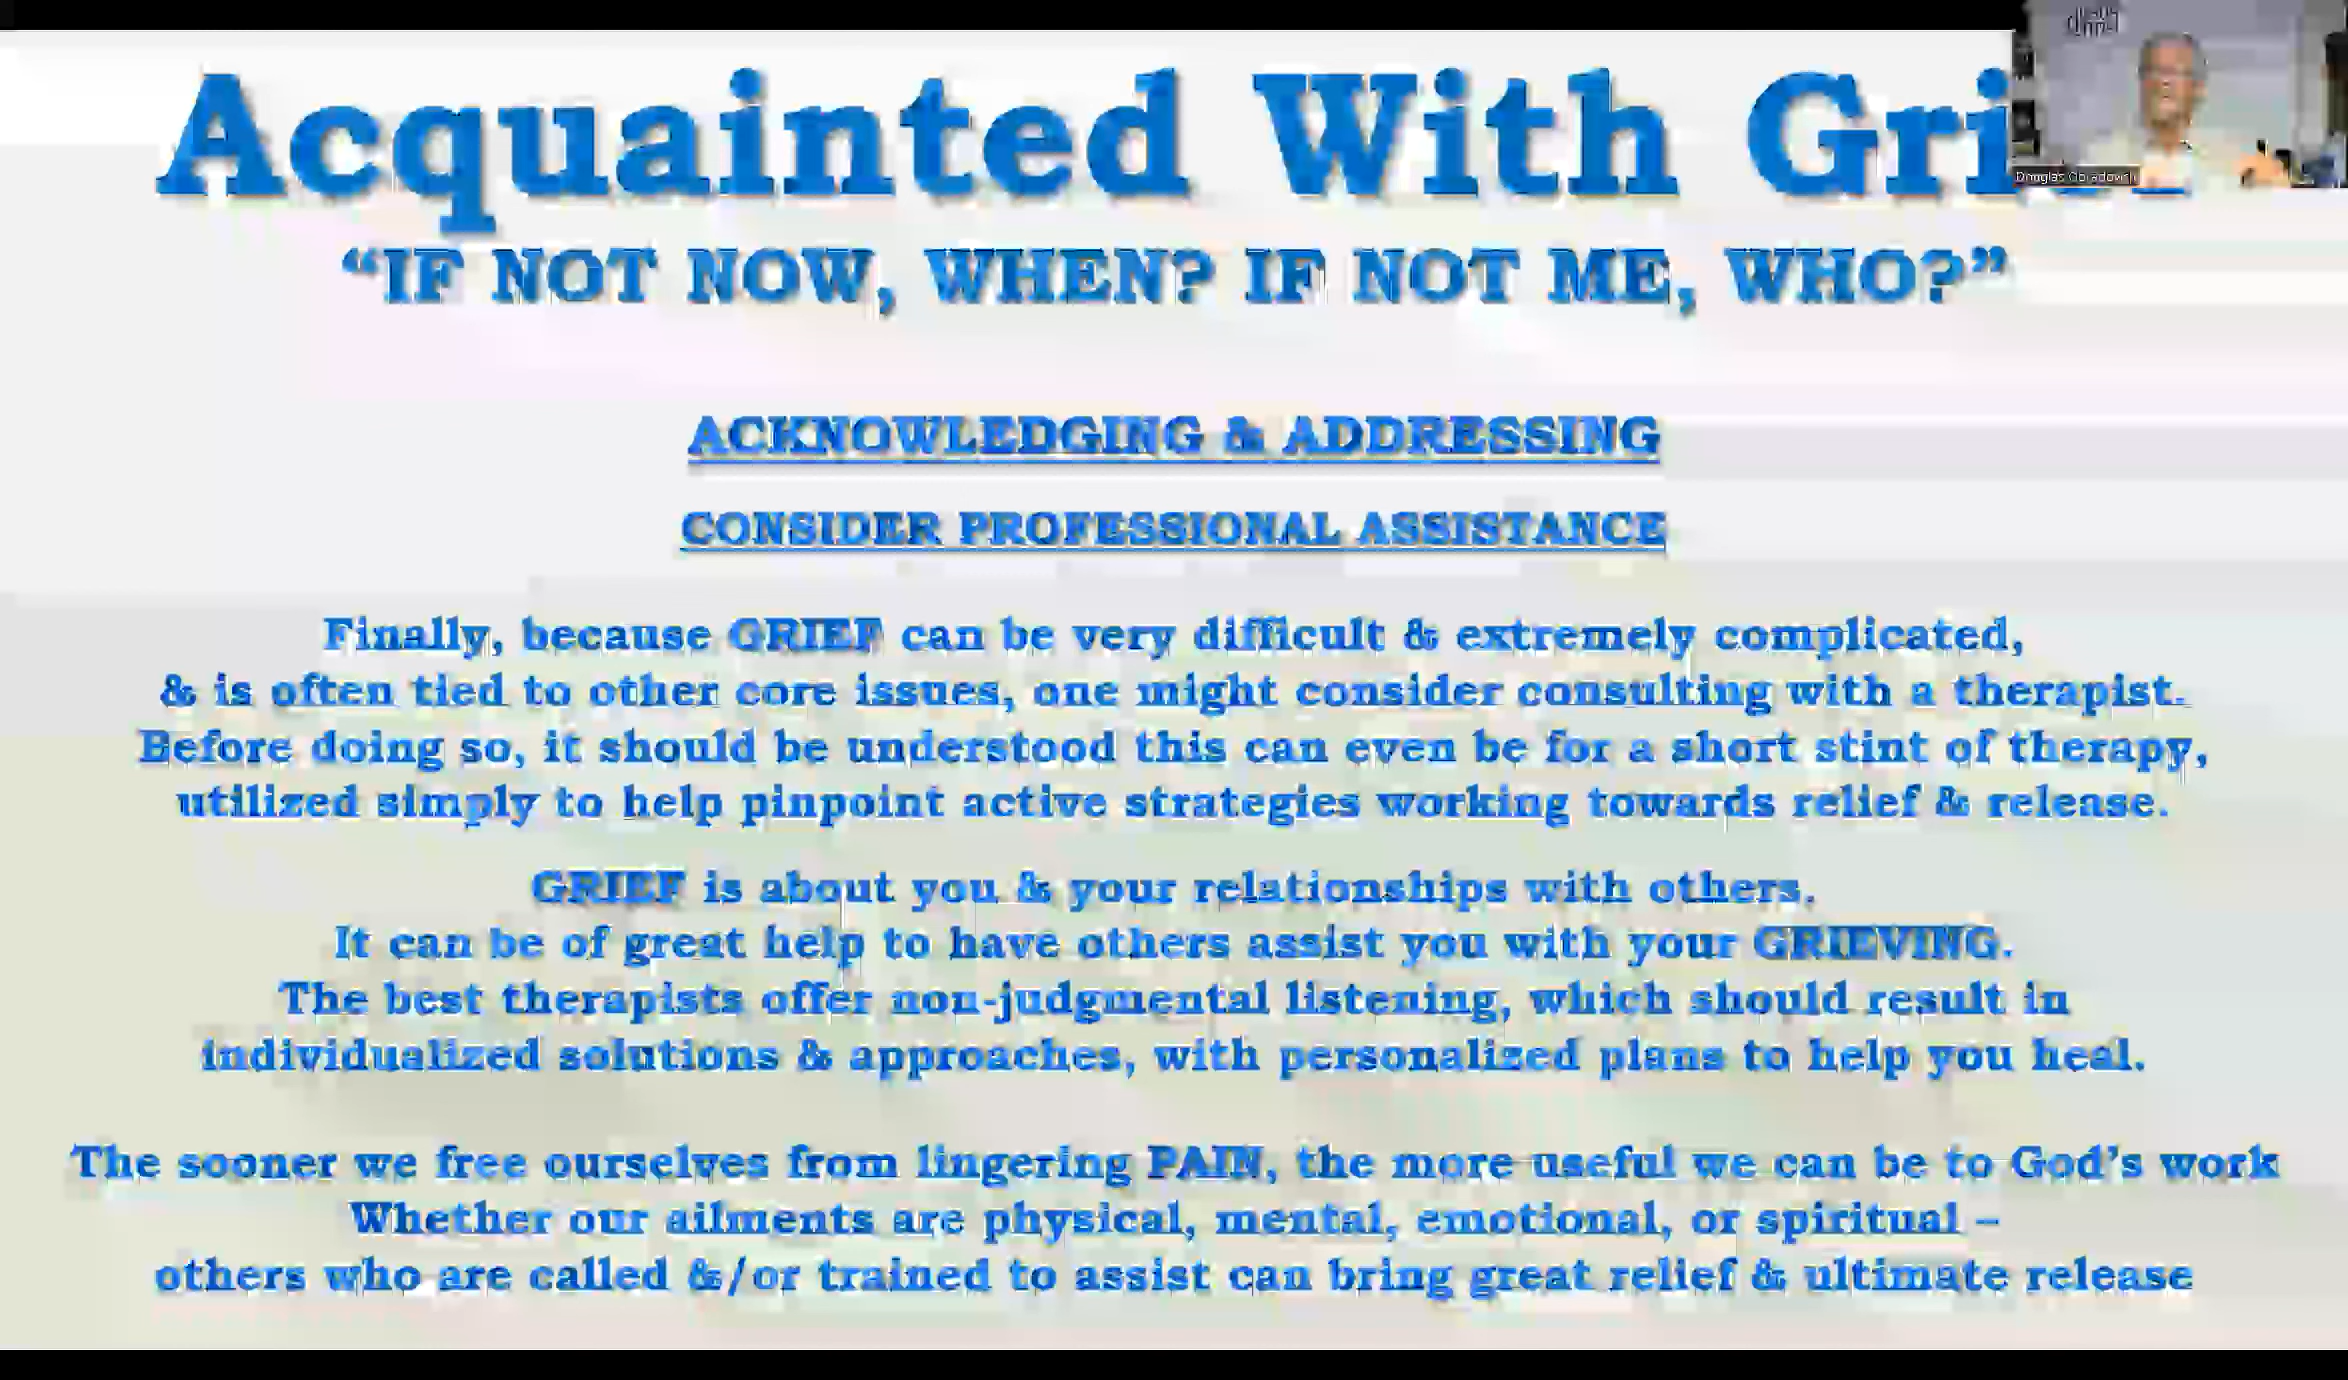 Acquainted With Gri
“IF NOT NOW, WHEN? IF NOT ME, WHO?”
ACKNOWLEDGING & ADDRESSING
CONSIDER PROFESSIONAL ASSISTANCE
Finally, because GRIEF can be very difficult & extremely complicated,
& is often tied to other core issues, one might consider consulting with a therapist.
Before doing so, it should be understood this can even be for a short stint of therapy,
utilized simply to help pinpoint active strategies working towards relief & release.
GRIEF is about you & your relationships with others.
It can be of great help to have others assist you with your GRIEVING.
The best therapists offer non-judgmental listening, which should result in
individualized solutions & approaches, with personalized plans to help you heal.
The sooner we free ourselves from lingering PAIN, the more useful we can be to God’s work
Whether our ailments are physical, mental, emotional, or spiritual –
others who are called &/or trained to assist can bring great relief & ultimate release
Douglas